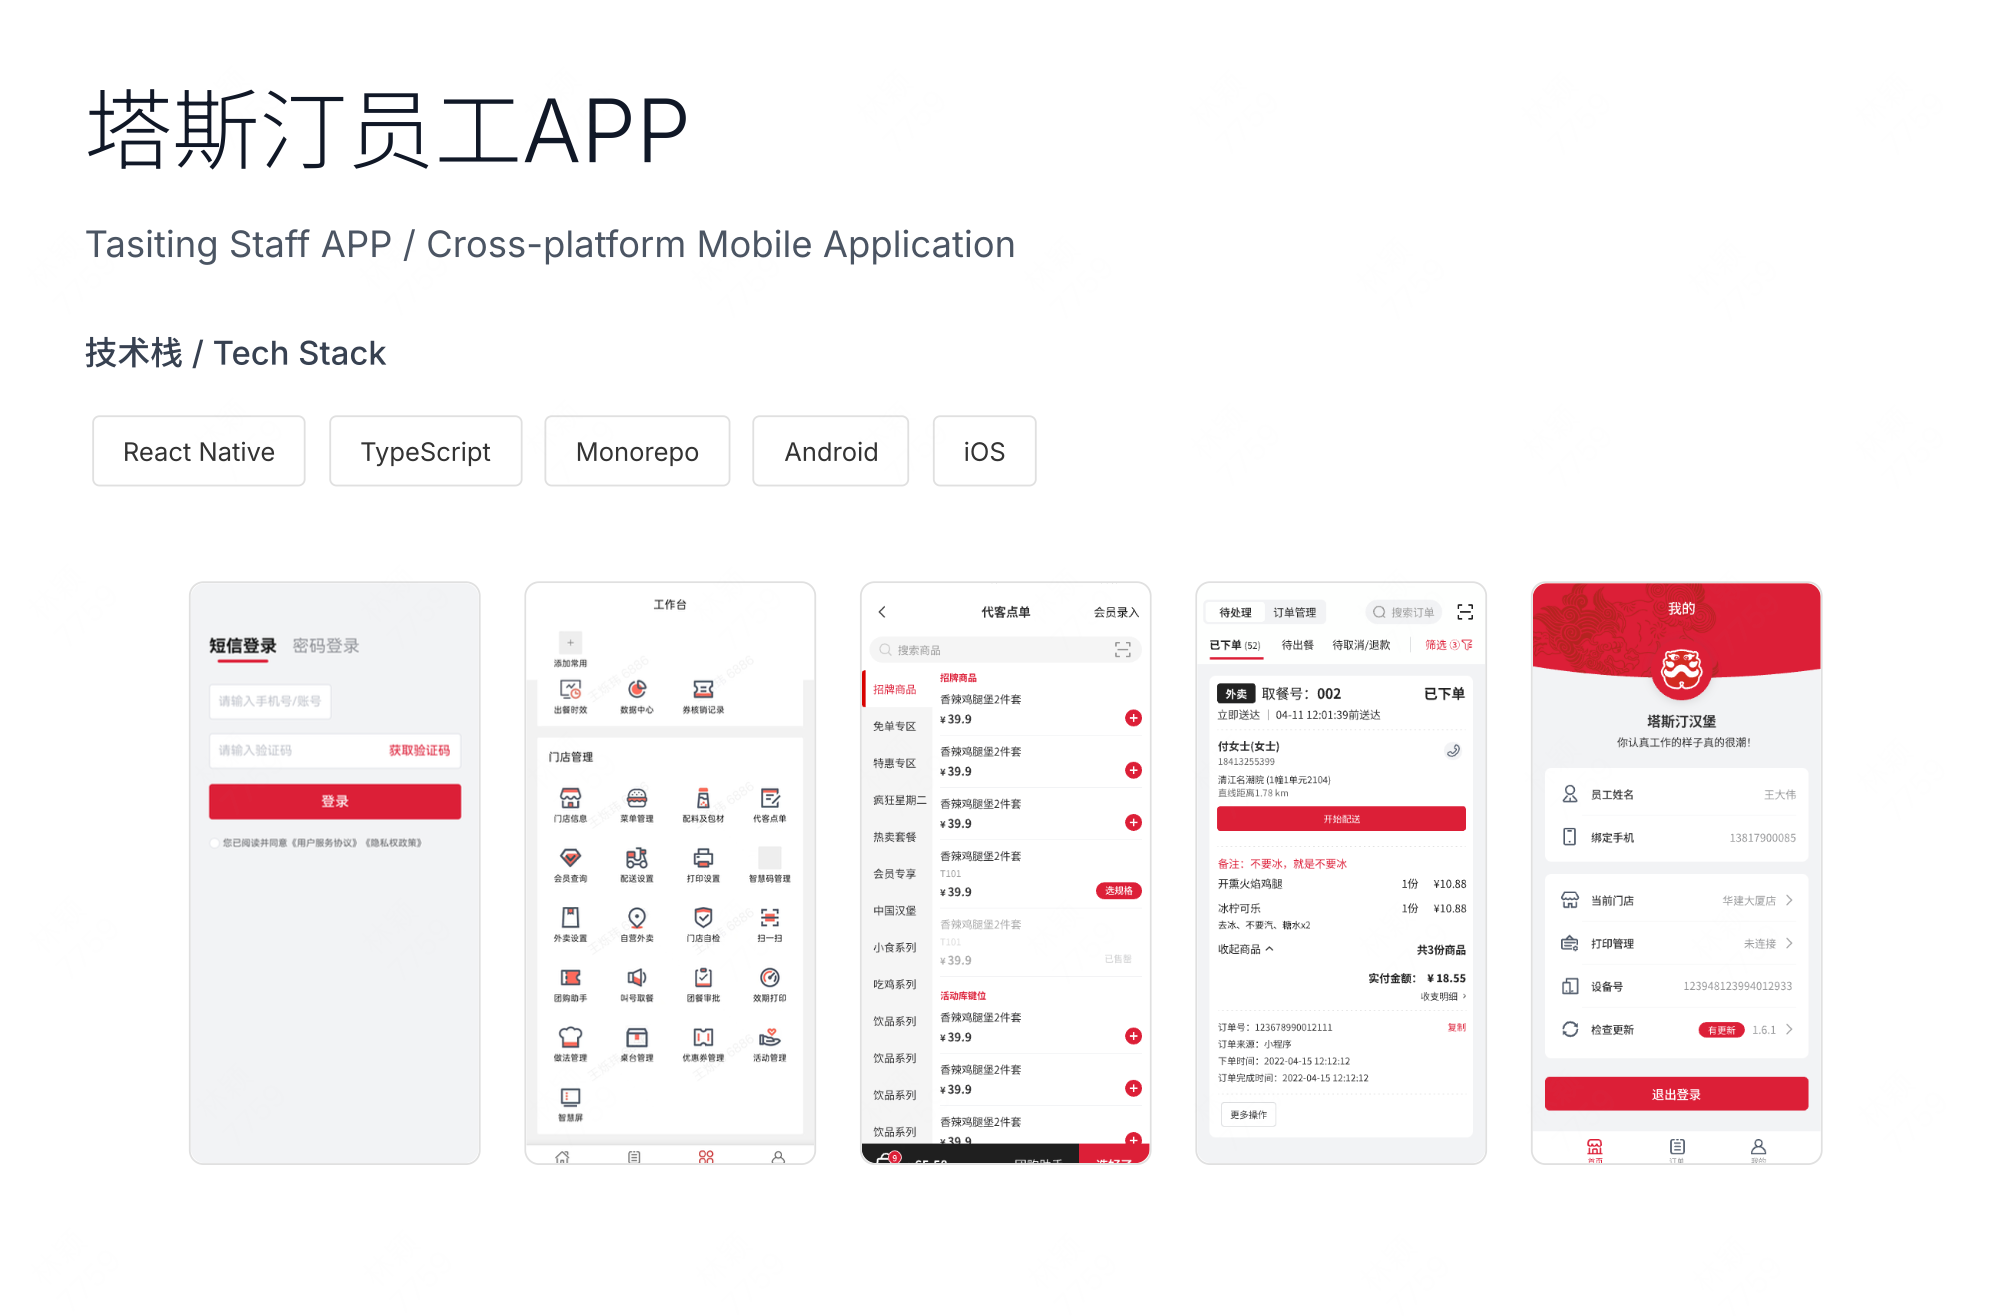 塔斯汀员工APP
Tasiting Staff APP / Cross-platform Mobile Application
技术栈 / Tech Stack
React Native
TypeScript
Monorepo
Android
iOS
短信登录 密码登录
请输入手机号/账号
请输入验证码 获取验证码
登录
您已阅读并同意《用户服务协议》《隐私权政策》
工作台
添加常用
出餐时效 数据中心 券核销记录
门店管理
门店信息 菜单管理 配料及包材 代客点单
会员查询 配送设置 打印设置 智慧码管理
外卖设置 自营外卖 门店自检 扫一扫
团购助手 叫号取餐 团餐审批 效期打印
做法管理 桌台管理 优惠券管理 活动管理
智慧屏
代客点单 会员录入
搜索商品
招牌商品
免单专区
特惠专区
疯狂星期二
热卖套餐
会员专享
中国汉堡
小食系列
吃鸡系列
饮品系列
饮品系列
饮品系列
饮品系列
招牌商品
香辣鸡腿堡2件套
¥39.9
香辣鸡腿堡2件套
¥39.9
香辣鸡腿堡2件套
¥39.9
香辣鸡腿堡2件套
T101
¥39.9 选规格
香辣鸡腿堡2件套
T101
¥39.9 已售罄
活动库键位
香辣鸡腿堡2件套
¥39.9
香辣鸡腿堡2件套
¥39.9
香辣鸡腿堡2件套
¥39.9
9
待处理 订单管理 搜索订单
已下单 (52) 待出餐 待取消/退款 筛选 ③
外卖 取餐号：002 已下单
立即送达 | 04-11 12:01:39前送达
付女士(女士)
18413255399
清江名潮院 (1幢1单元2104)
直线距离1.78 km
开始配送
备注：不要冰，就是不要冰
开熏火焰鸡腿 1份 ¥10.88
冰柠可乐 1份 ¥10.88
去冰、不要汽、糖水x2
收起商品 共3份商品
实付金额： ¥18.55
收支明细
订单号：123678990012111 复制
订单来源：小程序
下单时间：2022-04-15 12:12:12
订单完成时间：2022-04-15 12:12:12
更多操作
我的
塔斯汀汉堡
你认真工作的样子真的很潮！
员工姓名 王大伟
绑定手机 13817900085
当前门店 华建大厦店
打印管理 未连接
设备号 123948123994012933
检查更新 有更新 1.6.1
退出登录